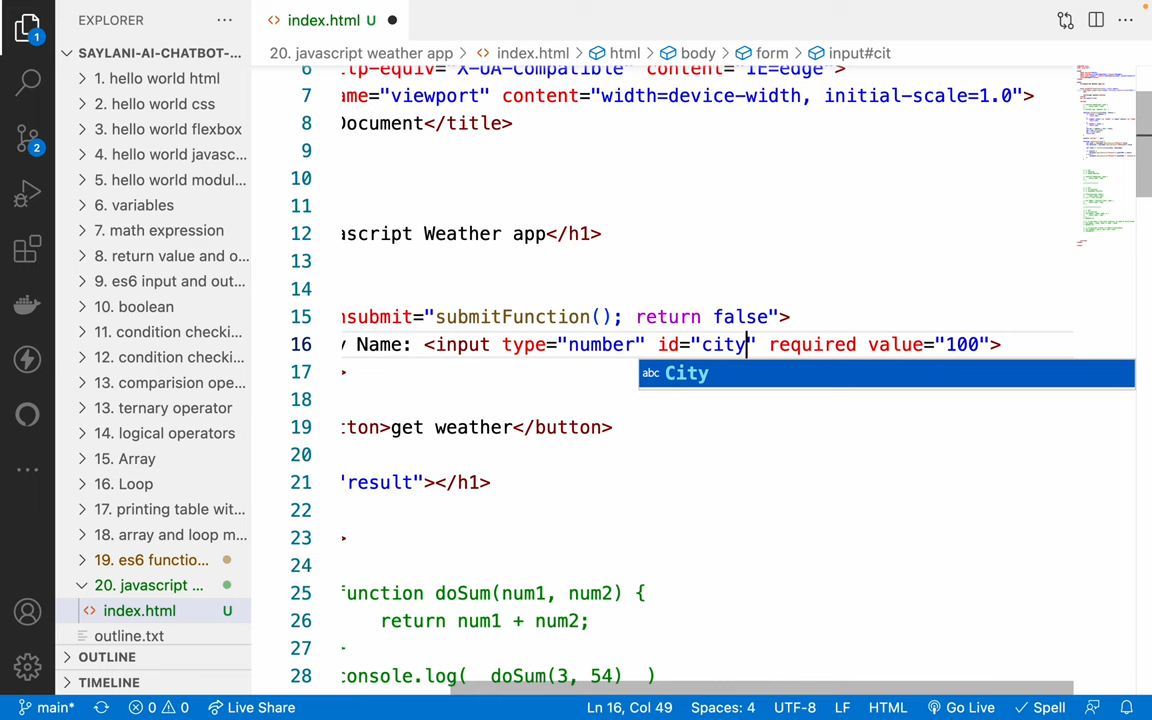 EXPLORER
index.html U
1
SAYLANI-AI-CHATBOT-...
20. javascript weather app > index.html > html > body > form > input#cit
1. hello world html
2. hello world css
3. hello world flexbox
4. hello world javasc...
5. hello world modul...
6. variables
7. math expression
8. return value and o...
9. es6 input and out...
10. boolean
11. condition checki...
12. condition checki...
13. comparision ope...
13. ternary operator
14. logical operators
15. Array
16. Loop
17. printing table wit...
18. array and loop m...
19. es6 functio...
20. javascript ...
index.html U
outline.txt
OUTLINE
TIMELINE
2
6 ttp-equiv="X-UA-Compatible" content="IE=edge">
7 ame="viewport" content="width=device-width, initial-scale=1.0">
8 Document</title>
9
10
11
12 ascript Weather app</h1>
13
14
15 nsubmit="submitFunction(); return false">
16 y Name: <input type="number" id="city" required value="100">
abc City
17 >
18
19 tton>get weather</button>
20
21 "result"></h1>
22
23 >
24
25 function doSum(num1, num2) {
26 return num1 + num2;
27
28 console.log( doSum(3, 54) )
main* 0 0 Live Share Ln 16, Col 49 Spaces: 4 UTF-8 LF HTML Go Live Spell